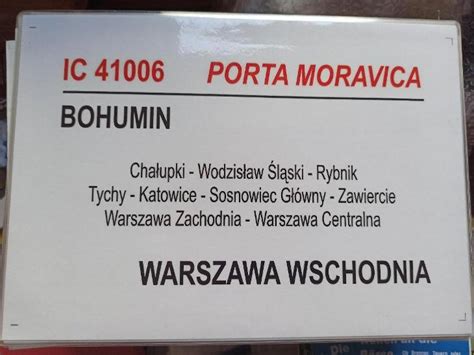 IC 41006 PORTA MORAVICA
BOHUMIN
Chałupki - Wodzisław Śląski - Rybnik
Tychy - Katowice - Sosnowiec Główny - Zawiercie
Warszawa Zachodnia - Warszawa Centralna
WARSZAWA WSCHODNIA